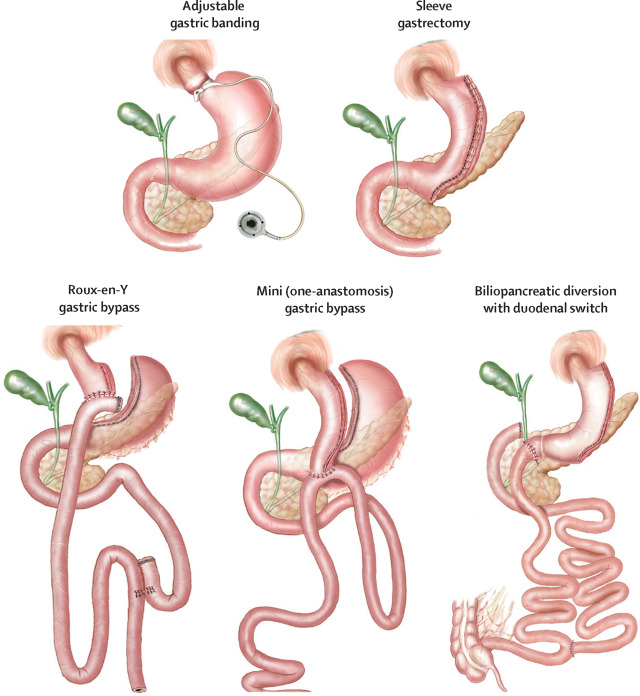 Adjustable
gastric banding
Sleeve
gastrectomy
Roux-en-Y
gastric bypass
Mini (one-anastomosis)
gastric bypass
Biliopancreatic diversion
with duodenal switch